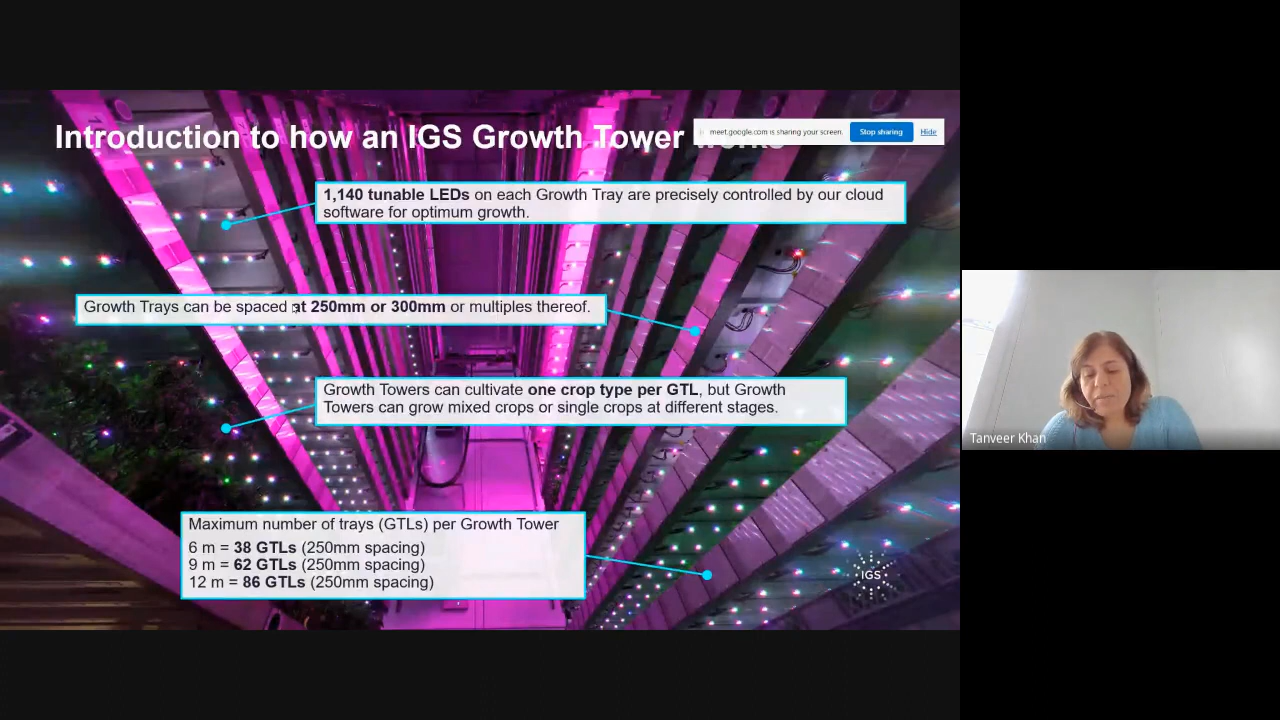 Introduction to how an IGS Growth Tower works
meet.google.com is sharing your screen.
Stop sharing
Hide
1,140 tunable LEDs on each Growth Tray are precisely controlled by our cloud
software for optimum growth.
Growth Trays can be spaced at 250mm or 300mm or multiples thereof.
Growth Towers can cultivate one crop type per GTL, but Growth
Towers can grow mixed crops or single crops at different stages.
Maximum number of trays (GTLs) per Growth Tower
6 m = 38 GTLs (250mm spacing)
9 m = 62 GTLs (250mm spacing)
12 m = 86 GTLs (250mm spacing)
IGS
Tanveer Khan